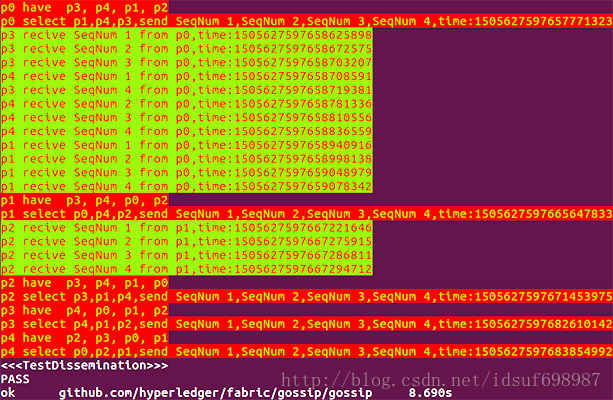 p0 have  p3, p4, p1, p2
p0 select p1,p4,p3,send SeqNum 1,SeqNum 2,SeqNum 3,SeqNum 4,time:1505627597657771323
p3 recive SeqNum 1 from p0,time:1505627597658625898
p3 recive SeqNum 2 from p0,time:1505627597658672575
p3 recive SeqNum 3 from p0,time:1505627597658703207
p4 recive SeqNum 1 from p0,time:1505627597658708591
p3 recive SeqNum 4 from p0,time:1505627597658719381
p4 recive SeqNum 2 from p0,time:1505627597658781336
p4 recive SeqNum 3 from p0,time:1505627597658810556
p4 recive SeqNum 4 from p0,time:1505627597658836559
p1 recive SeqNum 1 from p0,time:1505627597658940916
p1 recive SeqNum 2 from p0,time:1505627597658998138
p1 recive SeqNum 3 from p0,time:1505627597659048979
p1 recive SeqNum 4 from p0,time:1505627597659078342
p1 have  p3, p4, p0, p2
p1 select p0,p4,p2,send SeqNum 1,SeqNum 2,SeqNum 3,SeqNum 4,time:1505627597665647833
p2 recive SeqNum 1 from p1,time:1505627597667221646
p2 recive SeqNum 2 from p1,time:1505627597667275915
p2 recive SeqNum 3 from p1,time:1505627597667286811
p2 recive SeqNum 4 from p1,time:1505627597667294712
p2 have  p3, p4, p1, p0
p2 select p3,p1,p4,send SeqNum 1,SeqNum 2,SeqNum 3,SeqNum 4,time:1505627597671453975
p3 have  p4, p0, p1, p2
p3 select p4,p1,p2,send SeqNum 1,SeqNum 2,SeqNum 3,SeqNum 4,time:1505627597682610142
p4 have  p2, p3, p0, p1
p4 select p0,p2,p1,send SeqNum 1,SeqNum 2,SeqNum 3,SeqNum 4,time:1505627597683854992
<<<TestDissemination>>>
PASS
ok      github.com/hyperledger/fabric/gossip/gossip     8.690s
http://blog.csdn.net/idsuf698987